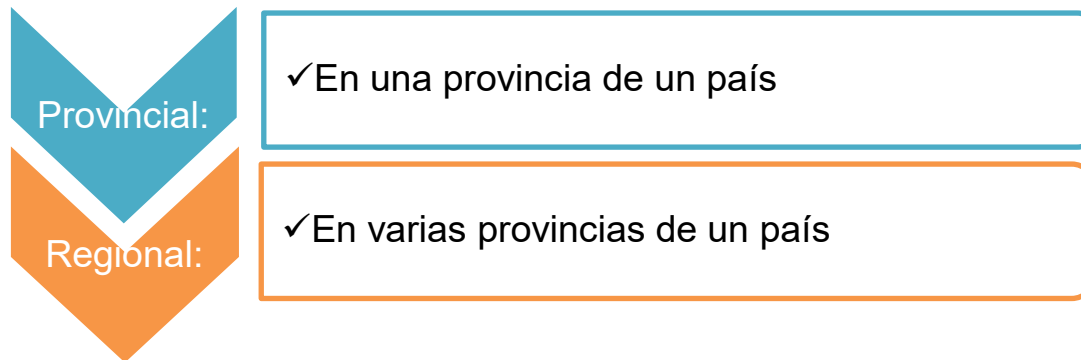 Provincial:
✓En una provincia de un país
Regional:
✓En varias provincias de un país